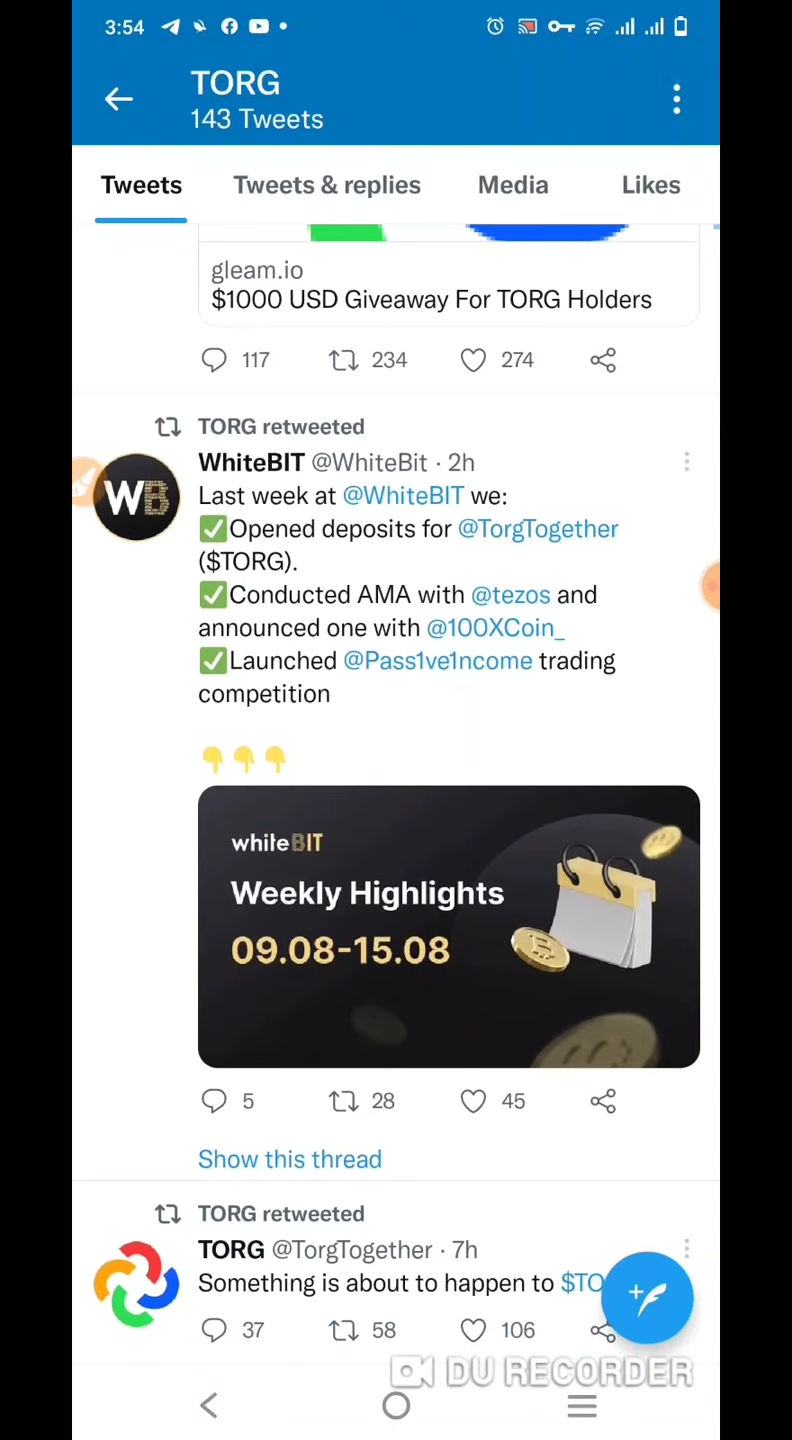 3:54
TORG
143 Tweets
Tweets
Tweets & replies
Media
Likes
gleam.io
$1000 USD Giveaway For TORG Holders
117
234
274
TORG retweeted
WhiteBIT @WhiteBit · 2h
Last week at @WhiteBIT we:
✅Opened deposits for @TorgTogether
($TORG).
✅Conducted AMA with @tezos and
announced one with @100XCoin_
✅Launched @Pass1ve1ncome trading
competition
👇👇👇
WB
whiteBIT
Weekly Highlights
09.08-15.08
5
28
45
Show this thread
TORG retweeted
TORG @TorgTogether · 7h
Something is about to happen to $TO
37
58
106
DU RECORDER